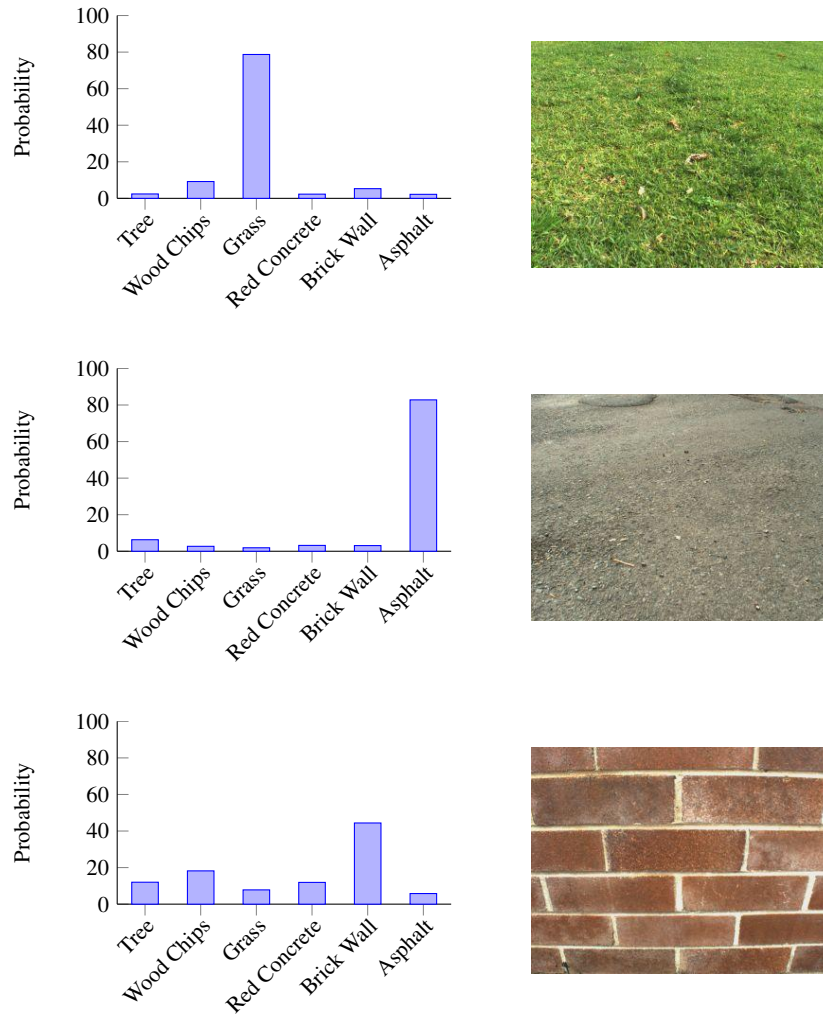 100
80
60
40
20
0
Probability
Tree
Wood Chips
Grass
Red Concrete
Brick Wall
Asphalt
100
80
60
40
20
0
Probability
Tree
Wood Chips
Grass
Red Concrete
Brick Wall
Asphalt
100
80
60
40
20
0
Probability
Tree
Wood Chips
Grass
Red Concrete
Brick Wall
Asphalt